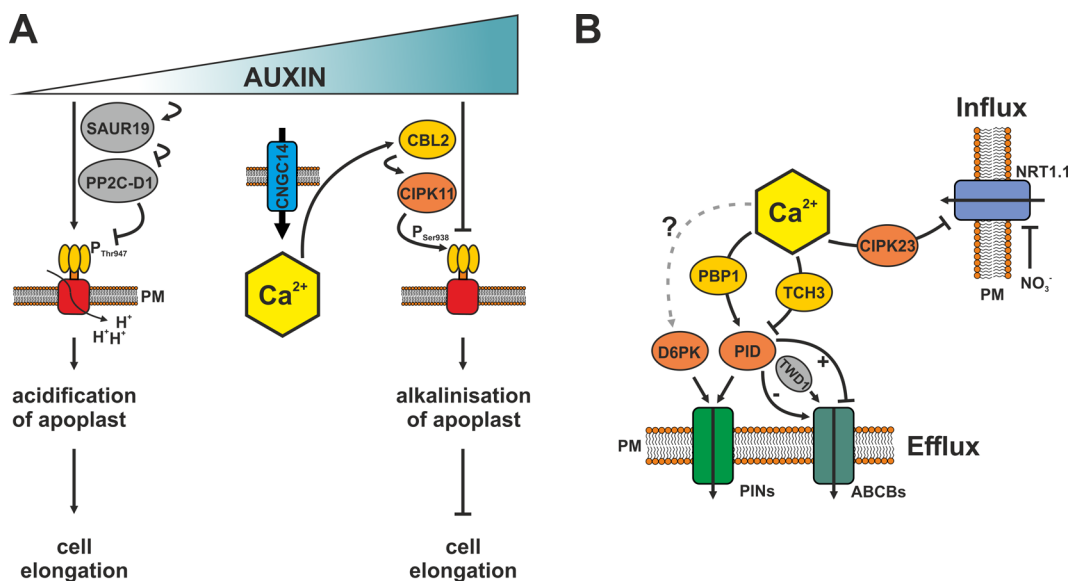 A
AUXIN
SAUR19
PP2C-D1
P Thr947
PM
H⁺
H⁺H⁺
acidification
of apoplast
cell
elongation
CNGC14
Ca²⁺
CBL2
CIPK11
P Ser938
alkalinisation
of apoplast
cell
elongation
B
Influx
NRT1.1
Ca²⁺
?
CIPK23
PBP1
TCH3
PM
NO₃⁻
D6PK
PID
TWD1
+
-
PM
Efflux
PINs
ABCBs